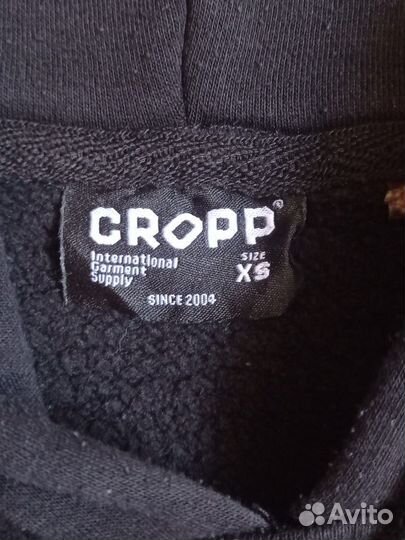 CROPP®
International
Garment
Supply
SIZE
XS
SINCE 2004
Avito